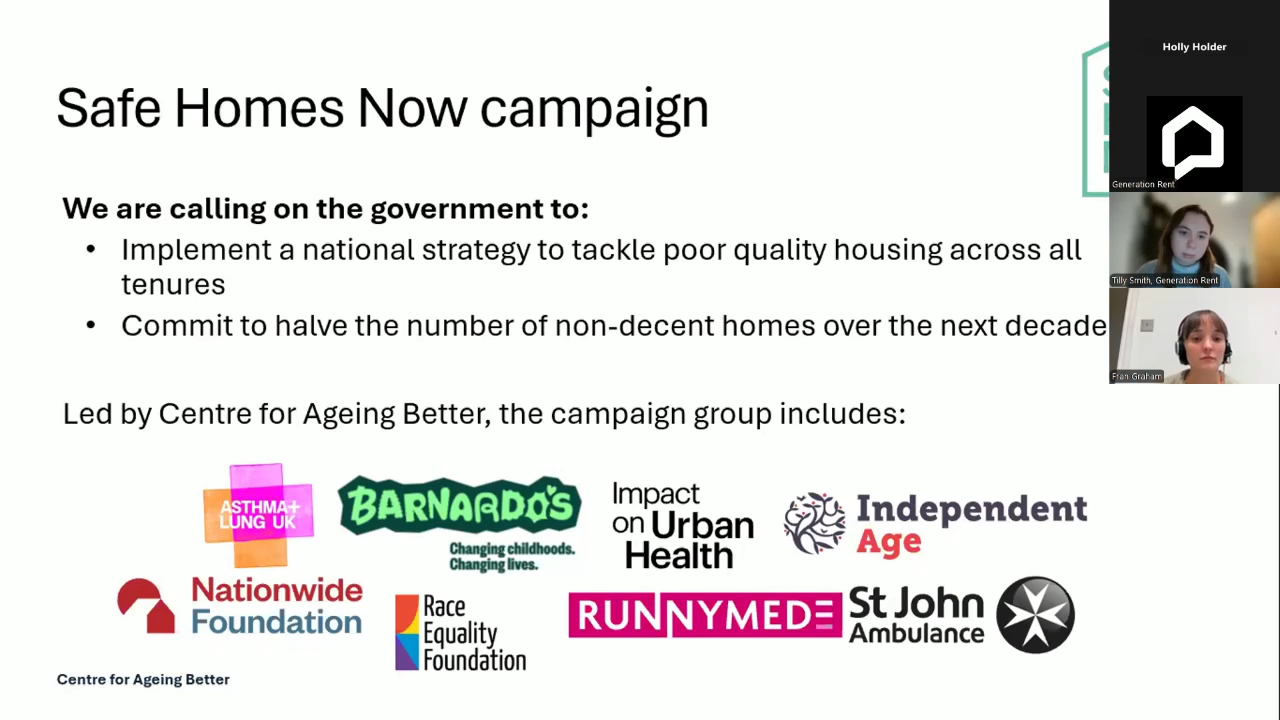 Safe Homes Now campaign
We are calling on the government to:
• Implement a national strategy to tackle poor quality housing across all
tenures
• Commit to halve the number of non-decent homes over the next decade
Led by Centre for Ageing Better, the campaign group includes:
ASTHMA+
LUNG UK
BARNARDO'S
Changing childhoods.
Changing lives.
Impact
on Urban
Health
Independent
Age
Nationwide
Foundation
Race
Equality
Foundation
RUNNYMEDE
St John
Ambulance
Centre for Ageing Better
Holly Holder
Generation Rent
Tilly Smith, Generation Rent
Fran Graham